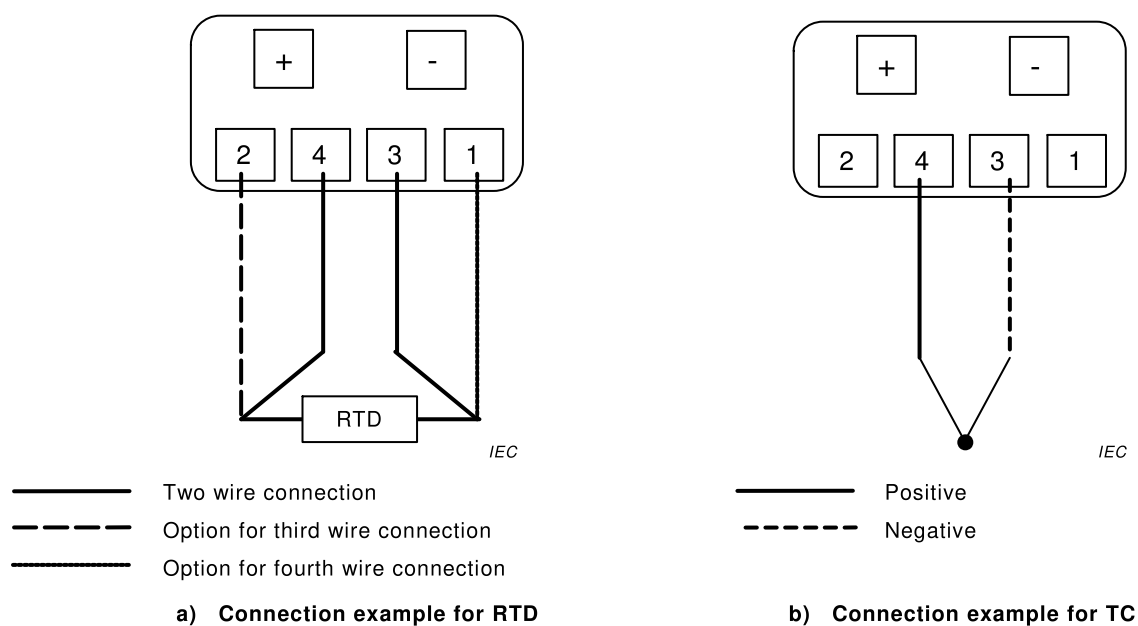 + -
2 4 3 1
RTD
IEC
Two wire connection
Option for third wire connection
Option for fourth wire connection
a) Connection example for RTD
+ -
2 4 3 1
IEC
Positive
Negative
b) Connection example for TC